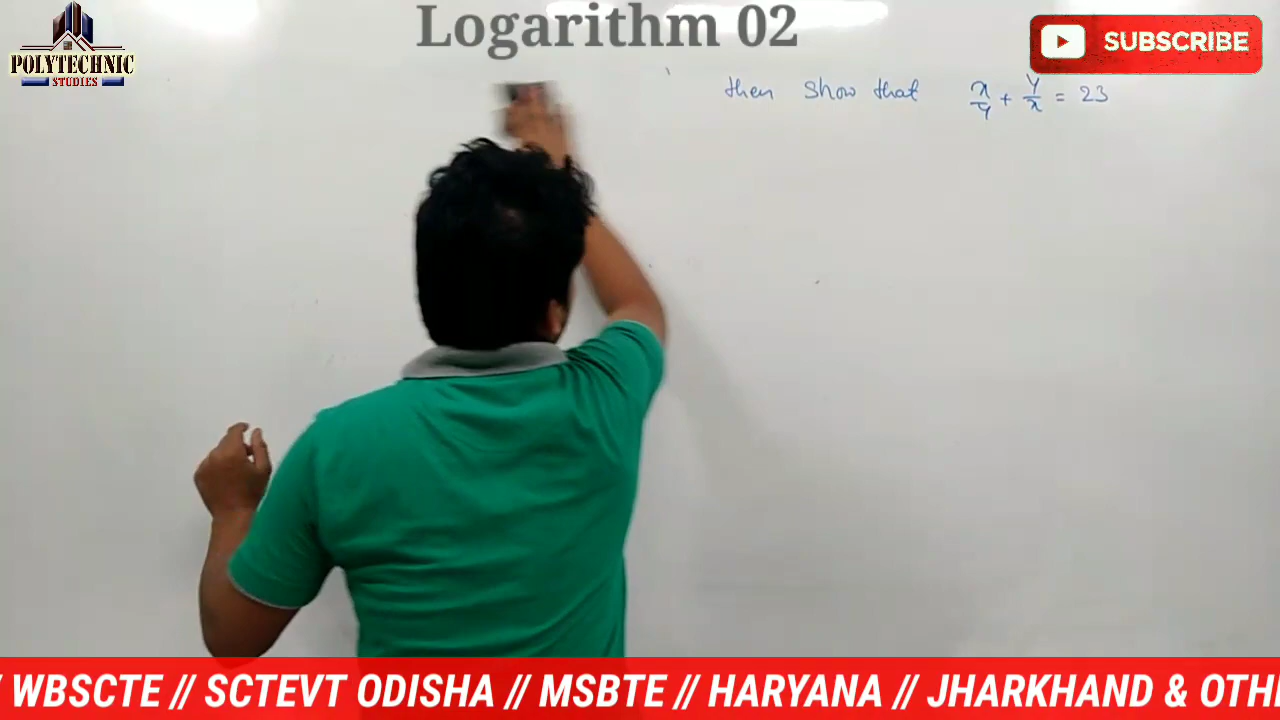 Logarithm 02
POLYTECHNIC
STUDIES
SUBSCRIBE
then show that x/y + y/x = 23
/ WBSCTE // SCTEVT ODISHA // MSBTE // HARYANA // JHARKHAND & OTH